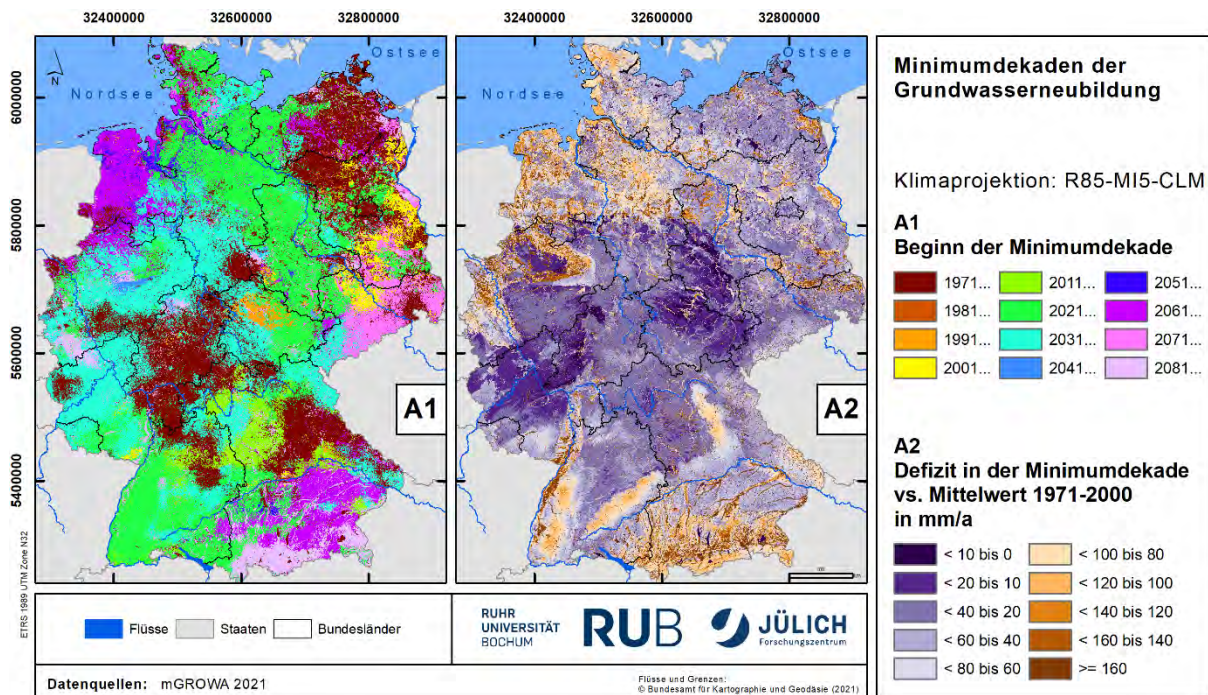 32400000 32600000 32800000
32400000 32600000 32800000
6000000
5800000
5600000
5400000
ETRS 1989 UTM Zone N32
N
Nordsee
Ostsee
A1
Nordsee
Ostsee
A2
Flüsse
Staaten
Bundesländer
RUHR
UNIVERSITÄT
BOCHUM
RUB
JÜLICH
Forschungszentrum
Datenquellen: mGROWA 2021
Flüsse und Grenzen:
© Bundesamt für Kartographie und Geodäsie (2021)
Minimumdekaden der
Grundwasserneubildung
Klimaprojektion: R85-MI5-CLM
A1
Beginn der Minimumdekade
1971... 2011... 2051...
1981... 2021... 2061...
1991... 2031... 2071...
2001... 2041... 2081...
A2
Defizit in der Minimumdekade
vs. Mittelwert 1971-2000
in mm/a
< 10 bis 0 < 100 bis 80
< 20 bis 10 < 120 bis 100
< 40 bis 20 < 140 bis 120
< 60 bis 40 < 160 bis 140
< 80 bis 60 >= 160